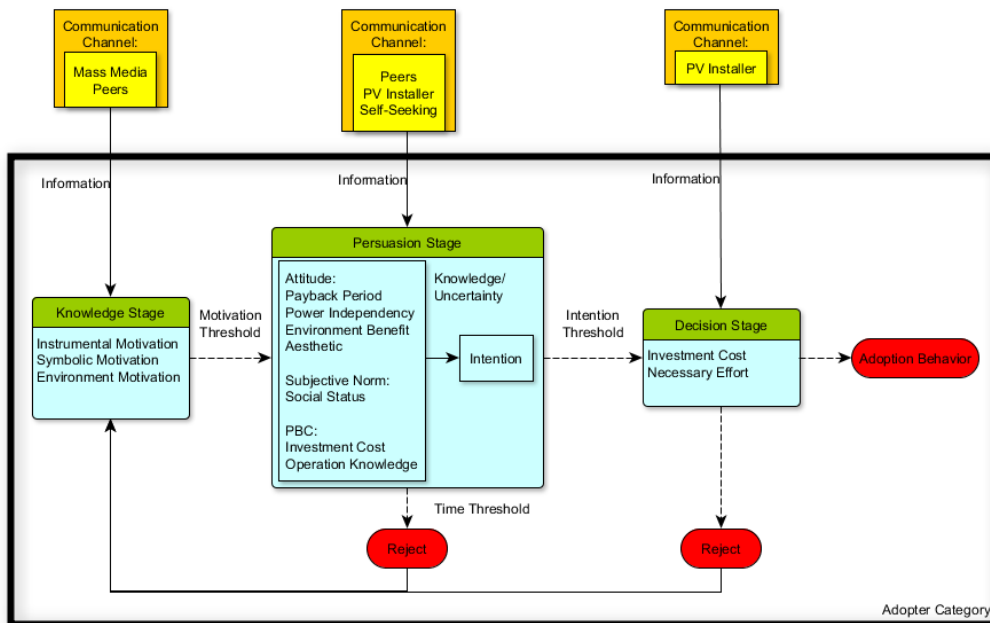 Communication
Channel:
Mass Media
Peers
Communication
Channel:
Peers
PV Installer
Self-Seeking
Communication
Channel:
PV Installer
Information
Information
Information
Knowledge Stage
Instrumental Motivation
Symbolic Motivation
Environment Motivation
Motivation
Threshold
Persuasion Stage
Attitude:
Payback Period
Power Independency
Environment Benefit
Aesthetic
Subjective Norm:
Social Status
PBC:
Investment Cost
Operation Knowledge
Knowledge/
Uncertainty
Intention
Intention
Threshold
Decision Stage
Investment Cost
Necessary Effort
Adoption Behavior
Time Threshold
Reject
Reject
Adopter Category